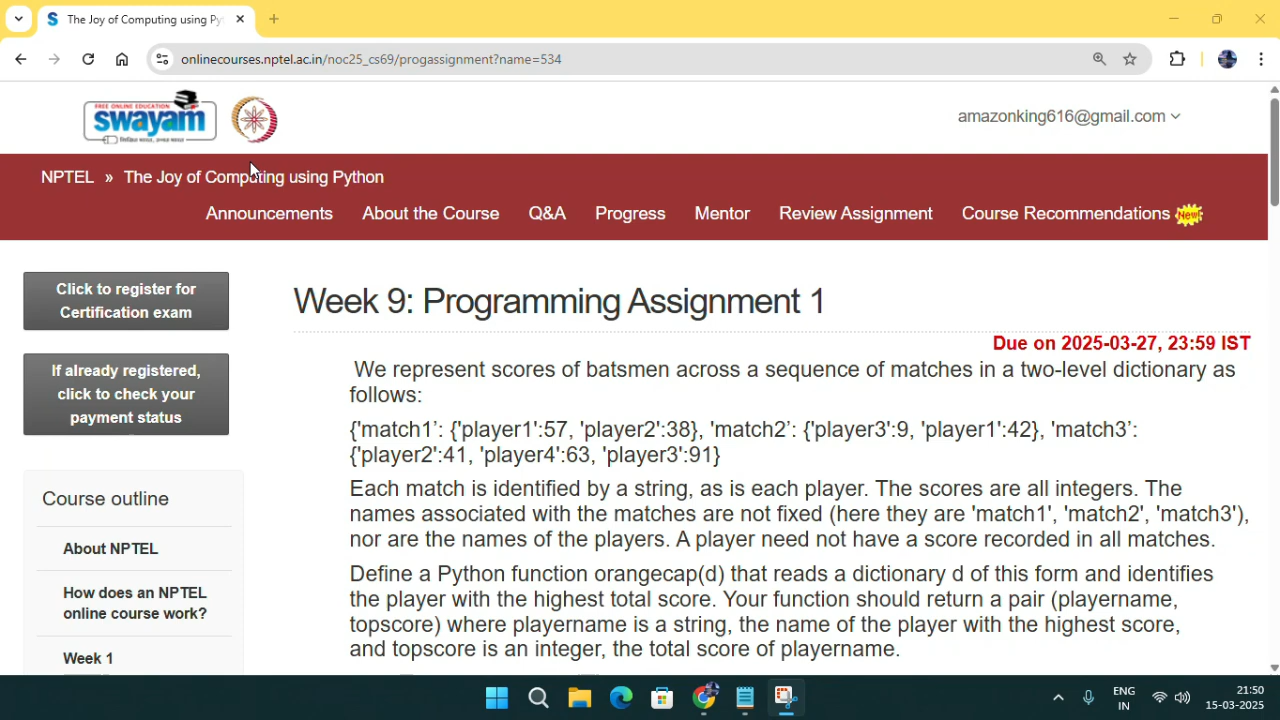 The Joy of Computing using Py
onlinecourses.nptel.ac.in/noc25_cs69/progassignment?name=534
FREE ONLINE EDUCATION
swayam
amazonking616@gmail.com
NPTEL » The Joy of Computing using Python
Announcements About the Course Q&A Progress Mentor Review Assignment Course Recommendations New!
Click to register for
Certification exam
If already registered,
click to check your
payment status
Course outline
About NPTEL
How does an NPTEL
online course work?
Week 1
Week 9: Programming Assignment 1
Due on 2025-03-27, 23:59 IST
We represent scores of batsmen across a sequence of matches in a two-level dictionary as
follows:
{'match1’: {'player1':57, 'player2':38}, 'match2’: {'player3':9, 'player1':42}, 'match3’:
{'player2':41, 'player4':63, 'player3':91}
Each match is identified by a string, as is each player. The scores are all integers. The
names associated with the matches are not fixed (here they are 'match1', 'match2', 'match3'),
nor are the names of the players. A player need not have a score recorded in all matches.
Define a Python function orangecap(d) that reads a dictionary d of this form and identifies
the player with the highest total score. Your function should return a pair (playername,
topscore) where playername is a string, the name of the player with the highest score,
and topscore is an integer, the total score of playername.
ENG
IN
21:50
15-03-2025